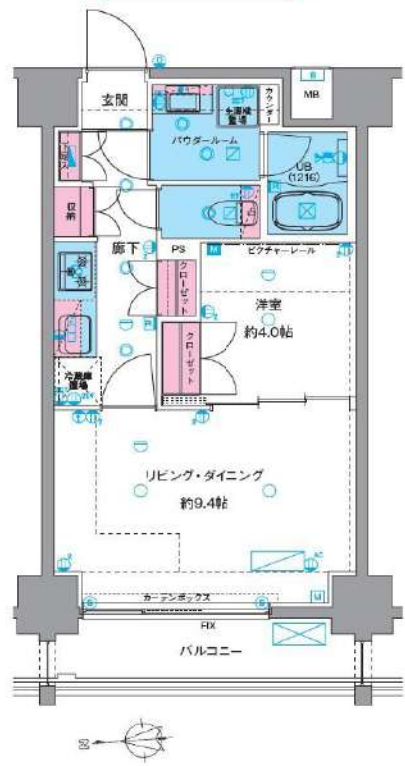 玄関
洗濯機
置場
カウンター
R
MB
パウダールーム
UB
(1216)
収納
廊下
PS
M
ピクチャーレール
クローゼット
洋室
約4.0帖
R
クローゼット
冷蔵庫
置場
リビング・ダイニング
約9.4帖
カーテンボックス
M
S
S
FIX
バルコニー